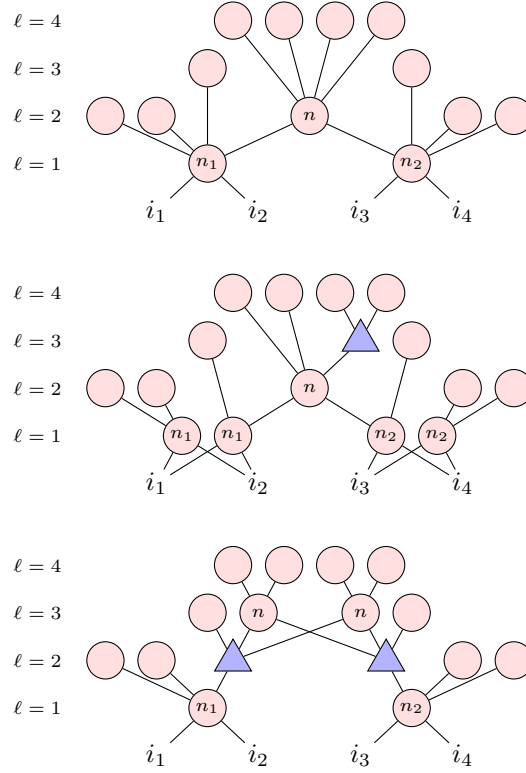 ℓ = 4
ℓ = 3
ℓ = 2 n
ℓ = 1 n₁ n₂
i₁ i₂ i₃ i₄
ℓ = 4
ℓ = 3
ℓ = 2 n
ℓ = 1 n₁ n₁ n₂ n₂
i₁ i₂ i₃ i₄
ℓ = 4
ℓ = 3 n n
ℓ = 2
ℓ = 1 n₁ n₂
i₁ i₂ i₃ i₄